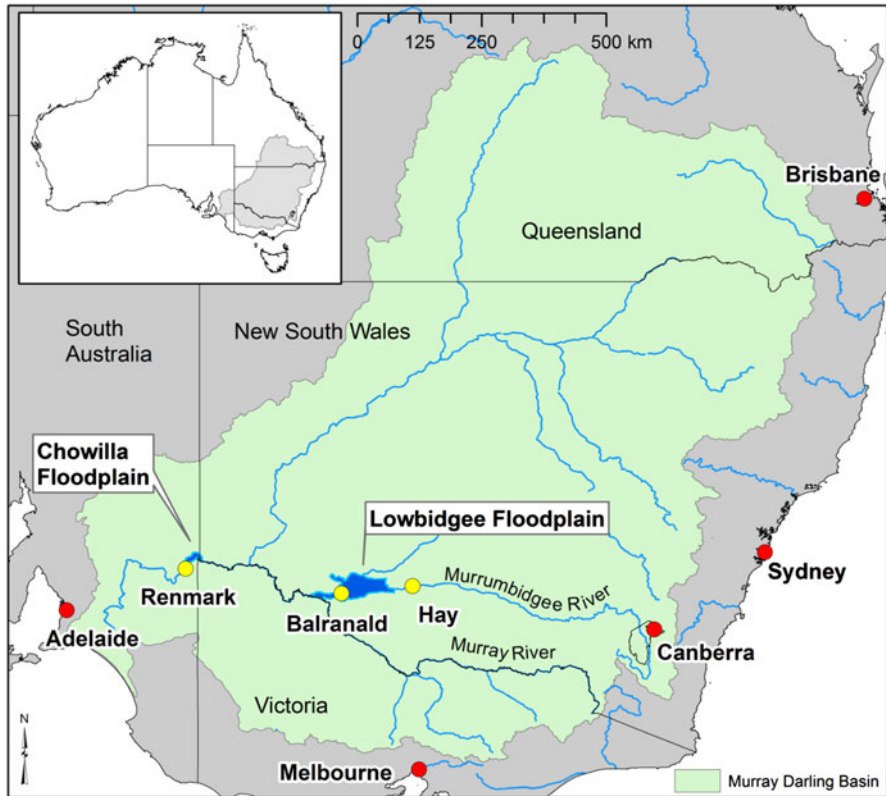 0 125 250 500 km
Brisbane
Queensland
South
Australia
New South Wales
Chowilla
Floodplain
Lowbidgee Floodplain
Sydney
Renmark
Murrumbidgee River
Hay
Balranald
Adelaide
Murray River
Canberra
Victoria
N
Melbourne
Murray Darling Basin